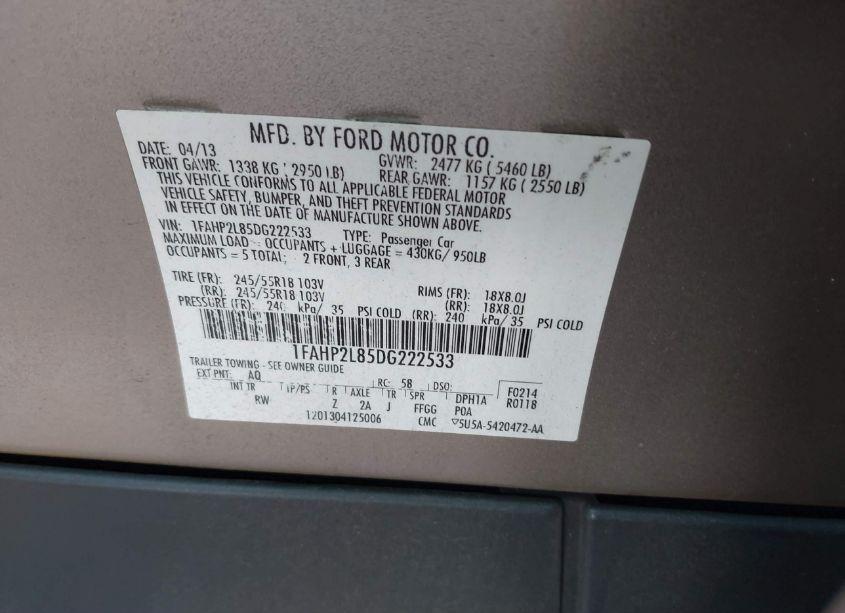 MFD. BY FORD MOTOR CO.
DATE: 04/13 GVWR: 2477 KG ( 5460 LB)
FRONT GAWR: 1338 KG ( 2950 LB) REAR GAWR: 1157 KG ( 2550 LB)
THIS VEHICLE CONFORMS TO ALL APPLICABLE FEDERAL MOTOR
VEHICLE SAFETY, BUMPER, AND THEFT PREVENTION STANDARDS
IN EFFECT ON THE DATE OF MANUFACTURE SHOWN ABOVE.
VIN: 1FAHP2L85DG222533 TYPE: Passenger Car
MAXIMUM LOAD = OCCUPANTS + LUGGAGE = 430KG/ 950LB
OCCUPANTS = 5 TOTAL; 2 FRONT, 3 REAR
TIRE (FR): 245/55R18 103V RIMS (FR): 18X8.0J
(RR): 245/55R18 103V (RR): 18X8.0J
PRESSURE (FR): 240 kPa/ 35 PSI COLD (RR): 240 kPa/ 35 PSI COLD
1FAHP2L85DG222533
TRAILER TOWING - SEE OWNER GUIDE
EXT PNT: AQ RC: 58 DSO: F0214
INT TR TP/PS R AXLE TR SPR DPH1A R0118
RW Z 2A J FFGG P0A
1201304125006 CMC ▽5U5A-5420472-AA